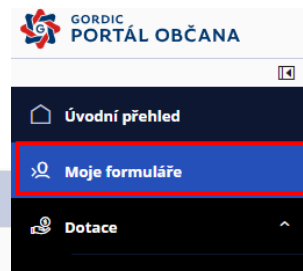 GORDIC
PORTÁL OBČANA
Úvodní přehled
Moje formuláře
Dotace